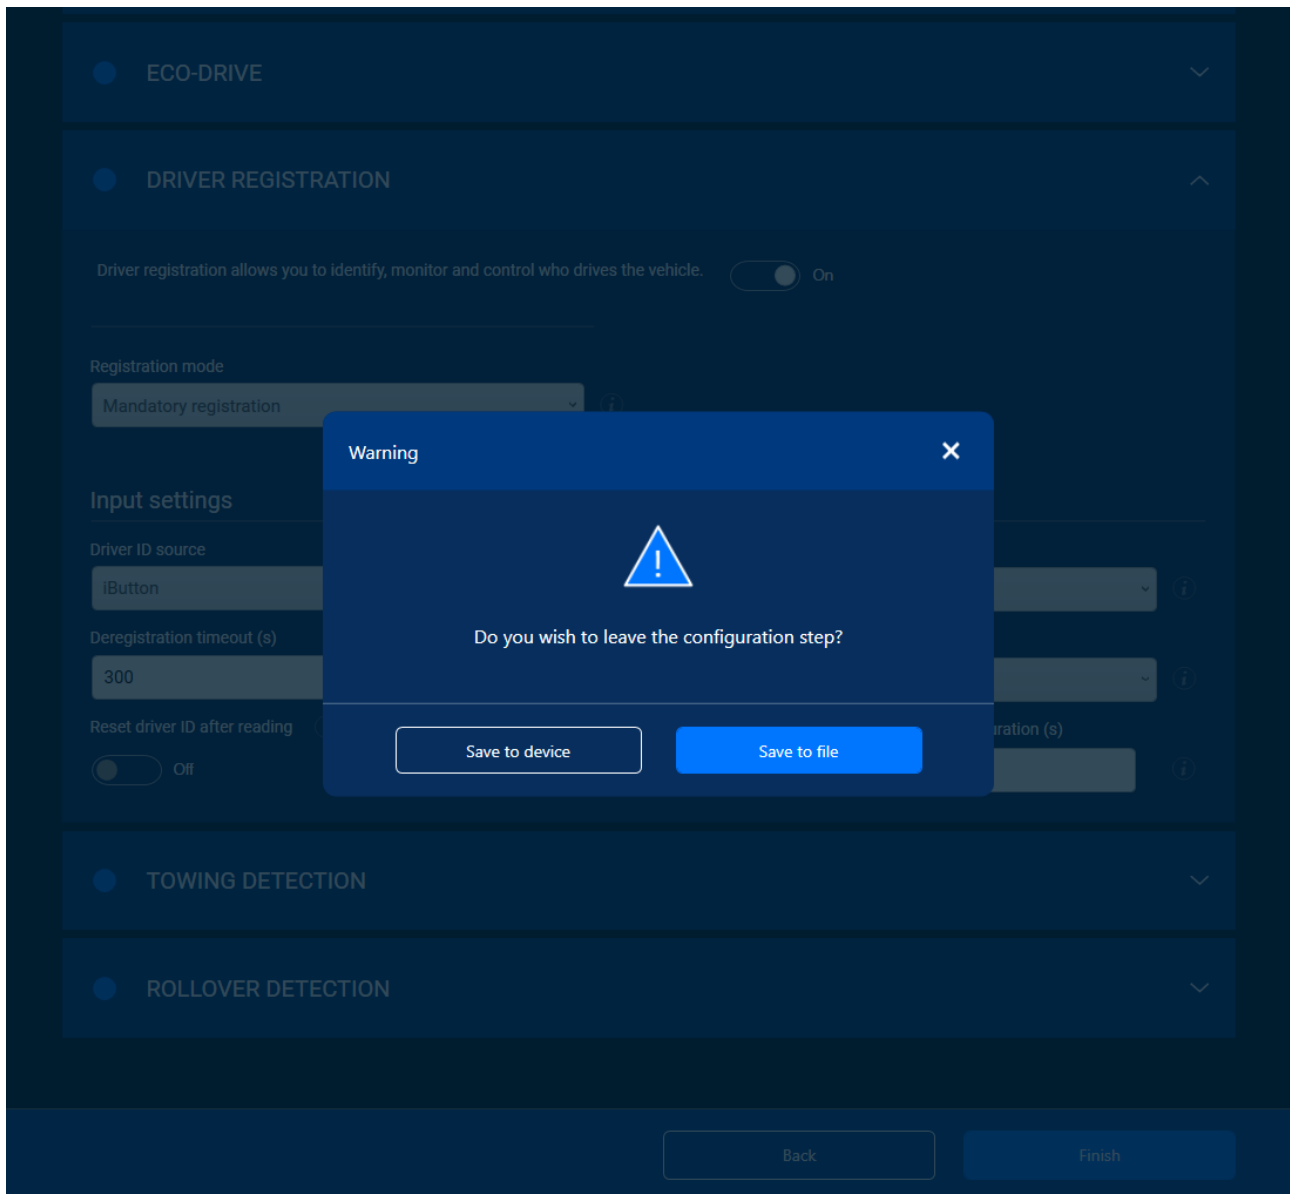 ECO-DRIVE
DRIVER REGISTRATION
Driver registration allows you to identify, monitor and control who drives the vehicle.
On
Registration mode
Mandatory registration
Warning
Input settings
Driver ID source
iButton
Do you wish to leave the configuration step?
Deregistration timeout (s)
300
Reset driver ID after reading
(s)
Save to device
Save to file
Off
TOWING DETECTION
ROLLOVER DETECTION
Back
Finish